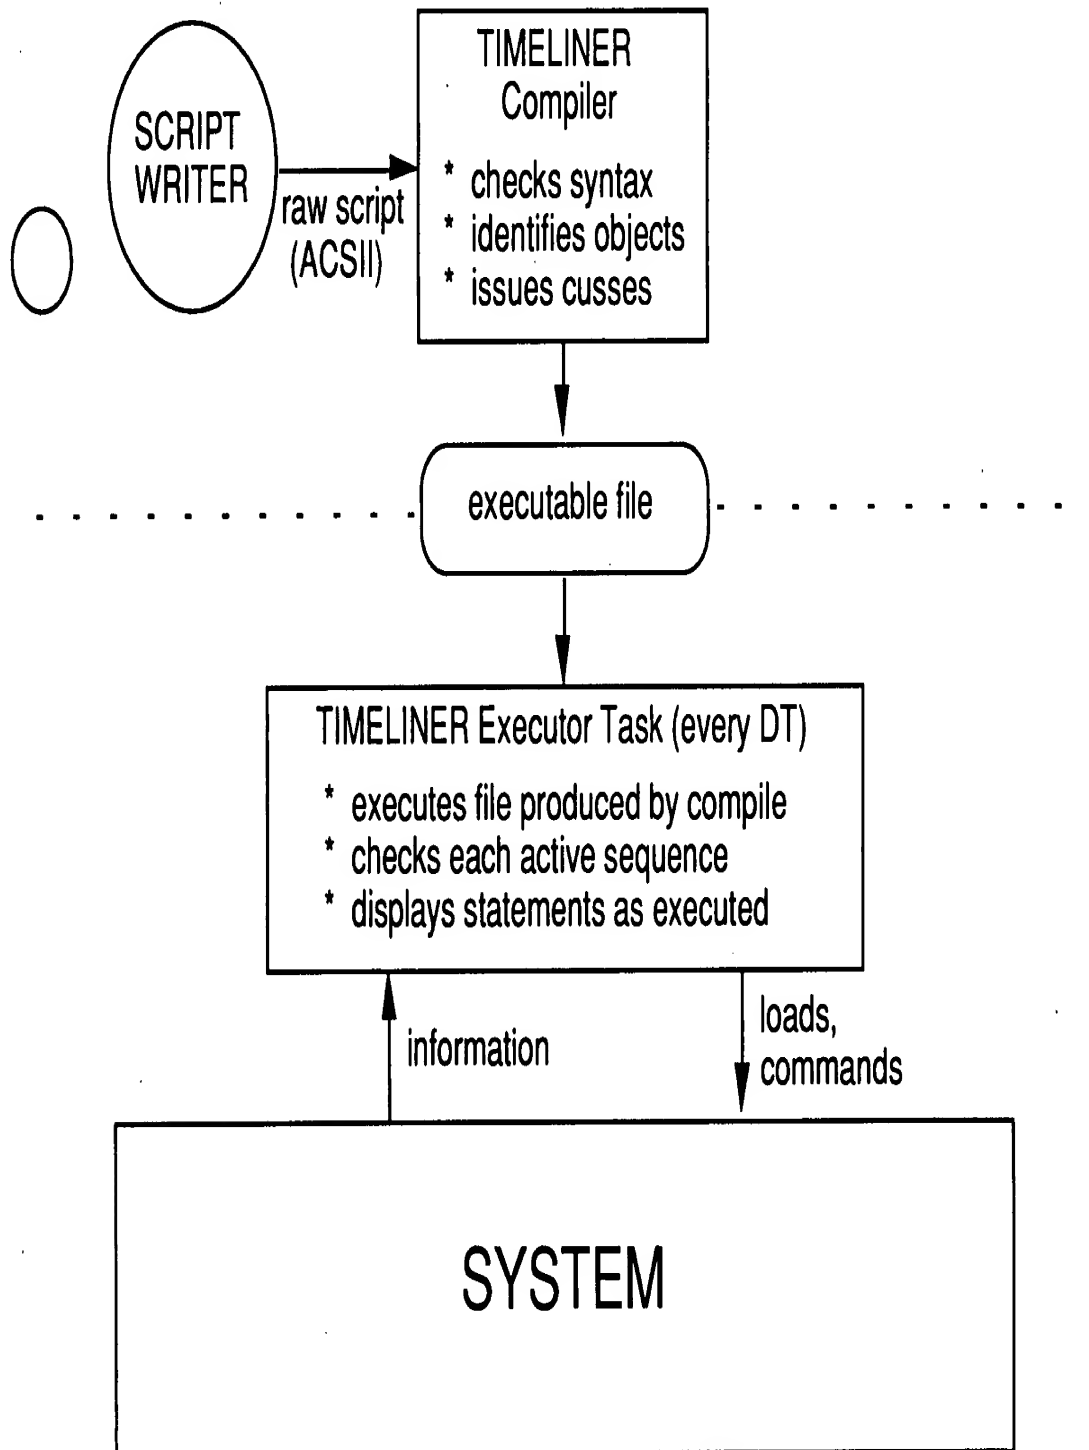 TIMELINER
Compiler
SCRIPT
WRITER
* checks syntax
raw script
* identifies objects
(ACSII)
* issues cusses
executable file
TIMELINER Executor Task (every DT)
* executes file produced by compile
* checks each active sequence
* displays statements as executed
information
loads,
commands
SYSTEM